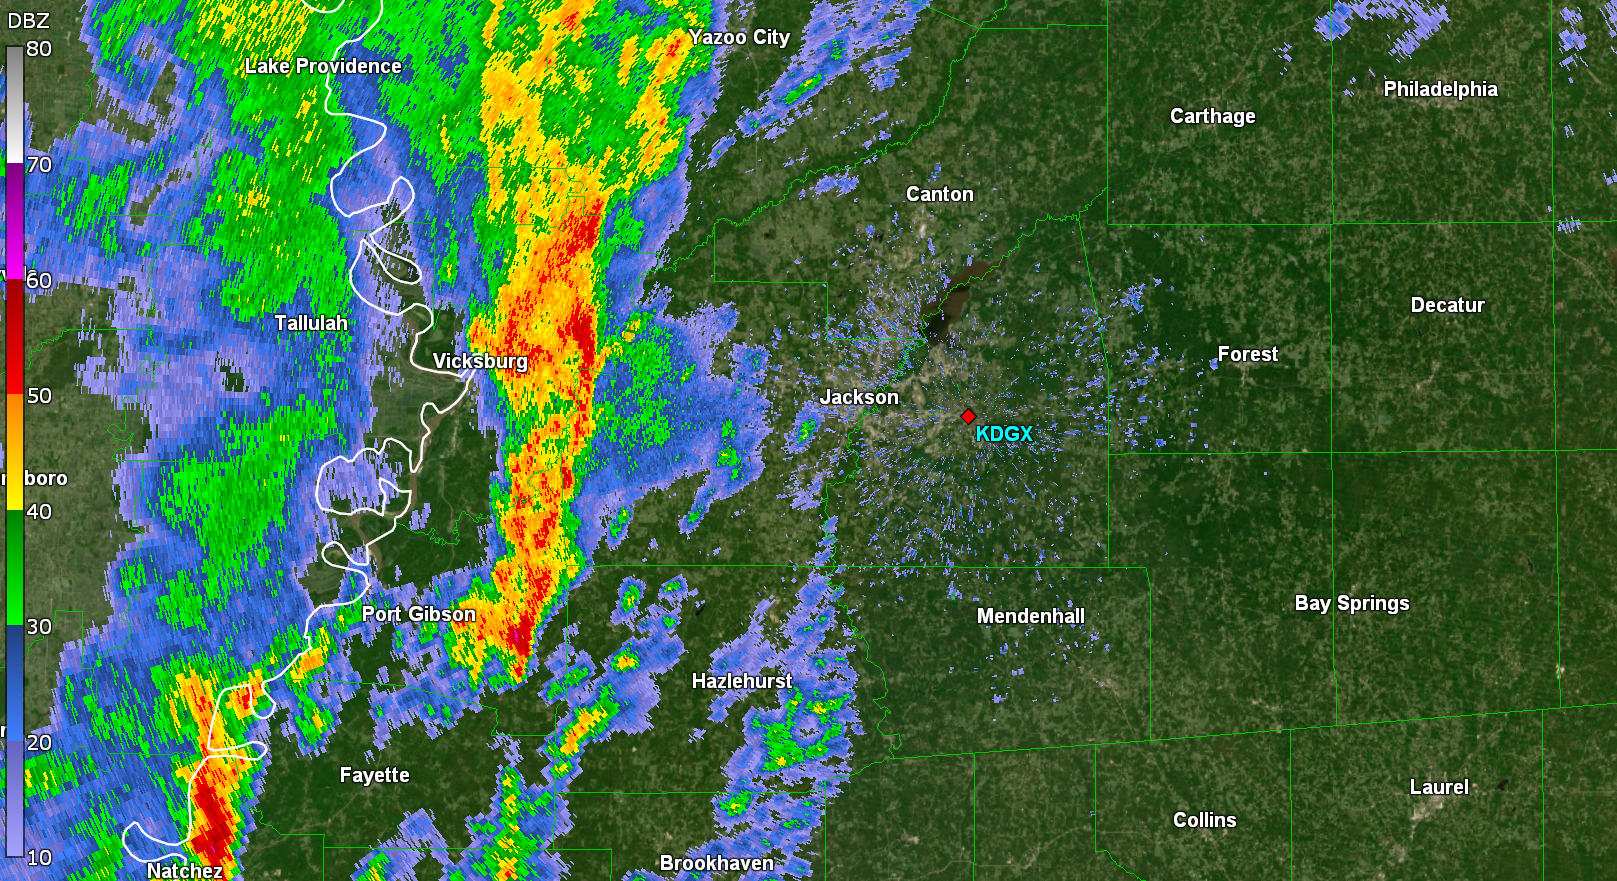 DBZ
80
70
60
50
40
30
20
10
Yazoo City
Lake Providence
Philadelphia
Carthage
Canton
Decatur
Tallulah
Forest
Vicksburg
Jackson
KDGX
boro
Bay Springs
Port Gibson
Mendenhall
Hazlehurst
Fayette
Laurel
Collins
Brookhaven
Natchez